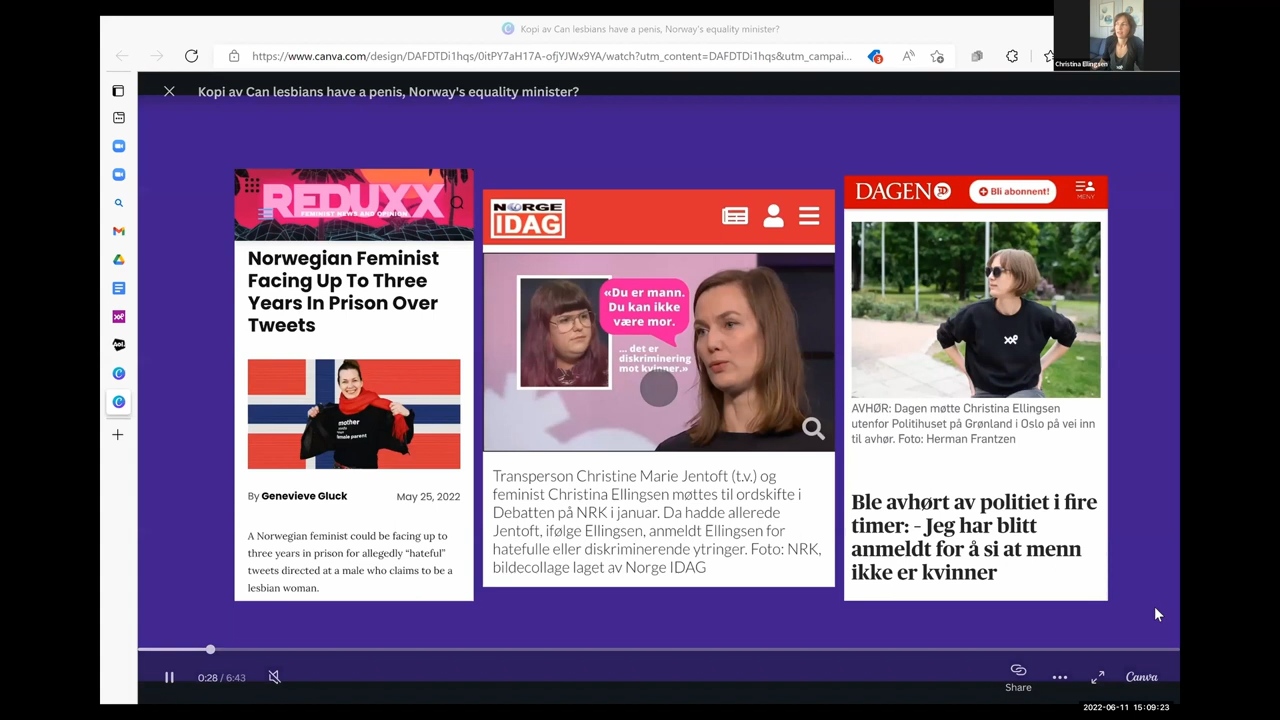 Kopi av Can lesbians have a penis, Norway's equality minister?
https://www.canva.com/design/DAFDTDi1hqs/0itPY7aH17A-ofjYJWx9YA/watch?utm_content=DAFDTDi1hqs&utm_campai...
3
Christina Ellingsen
Kopi av Can lesbians have a penis, Norway's equality minister?
REDUXX
FEMINIST NEWS AND OPINION
Norwegian Feminist
Facing Up To Three
Years In Prison Over
Tweets
mother
female parent
By Genevieve Gluck
May 25, 2022
A Norwegian feminist could be facing up to
three years in prison for allegedly “hateful”
tweets directed at a male who claims to be a
lesbian woman.
NORGE
IDAG
«Du er mann.
Du kan ikke
være mor.
... det er
diskriminering
mot kvinner.»
Transperson Christine Marie Jentoft (t.v.) og
feminist Christina Ellingsen møttes til ordskifte i
Debatten på NRK i januar. Da hadde allerede
Jentoft, ifølge Ellingsen, anmeldt Ellingsen for
hatefulle eller diskriminerende ytringer. Foto: NRK,
bildecollage laget av Norge IDAG
DAGEN
Bli abonnent!
MENY
AVHØR: Dagen møtte Christina Ellingsen
utenfor Politihuset på Grønland i Oslo på vei inn
til avhør. Foto: Herman Frantzen
Ble avhørt av politiet i fire
timer: – Jeg har blitt
anmeldt for å si at menn
ikke er kvinner
0:28 / 6:43
Share
Canva
2022-06-11 15:09:23